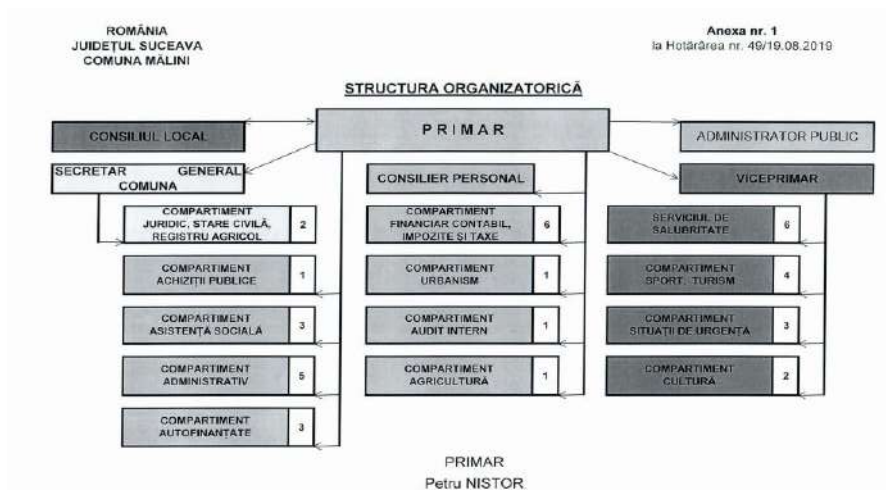 ROMÂNIA
JUIDEȚUL SUCEAVA
COMUNA MĂLINI
Anexa nr. 1
la Hotărârea nr. 49/19.08.2019
STRUCTURA ORGANIZATORICĂ
CONSILIUL LOCAL
PRIMAR
ADMINISTRATOR PUBLIC
SECRETAR GENERAL
COMUNA
CONSILIER PERSONAL
VICEPRIMAR
COMPARTIMENT
JURIDIC, STARE CIVILĂ,
REGISTRU AGRICOL
2
COMPARTIMENT
FINANCIAR CONTABIL,
IMPOZITE ȘI TAXE
6
SERVICIUL DE
SALUBRITATE
6
COMPARTIMENT
ACHIZIȚII PUBLICE
1
COMPARTIMENT
URBANISM
1
COMPARTIMENT
SPORT, TURISM
4
COMPARTIMENT
ASISTENȚĂ SOCIALĂ
3
COMPARTIMENT
AUDIT INTERN
1
COMPARTIMENT
SITUAȚII DE URGENȚĂ
3
COMPARTIMENT
ADMINISTRATIV
5
COMPARTIMENT
AGRICULTURĂ
1
COMPARTIMENT
CULTURĂ
2
COMPARTIMENT
AUTOFINANȚATE
3
PRIMAR
Petru NISTOR